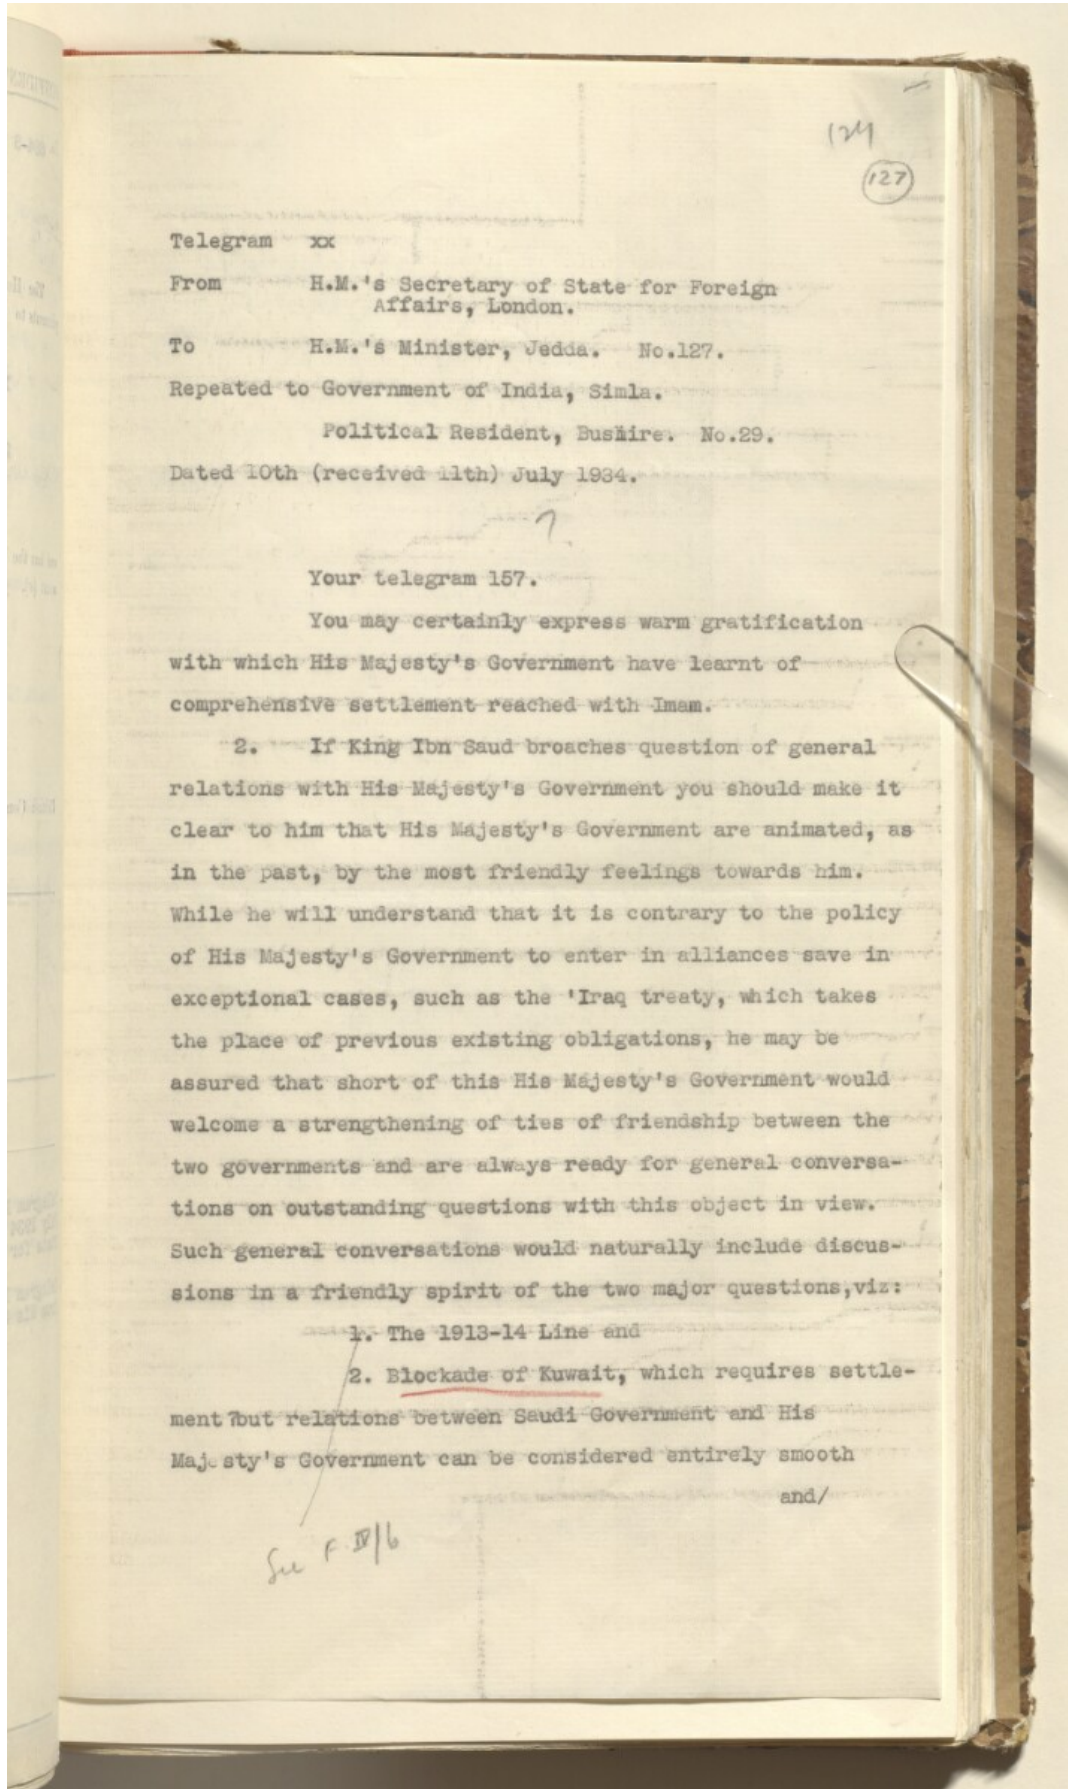 124
127
Telegram xx
From H.M.'s Secretary of State for Foreign
Affairs, London.
To H.M.'s Minister, Jedda. No.127.
Repeated to Government of India, Simla.
Political Resident, Bushire. No.29.
Dated 10th (received 11th) July 1934.
?
Your telegram 157.
You may certainly express warm gratification
with which His Majesty's Government have learnt of
comprehensive settlement reached with Imam.
2. If King Ibn Saud broaches question of general
relations with His Majesty's Government you should make it
clear to him that His Majesty's Government are animated, as
in the past, by the most friendly feelings towards him.
While he will understand that it is contrary to the policy
of His Majesty's Government to enter in alliances save in
exceptional cases, such as the 'Iraq treaty, which takes
the place of previous existing obligations, he may be
assured that short of this His Majesty's Government would
welcome a strengthening of ties of friendship between the
two governments and are always ready for general conversa-
tions on outstanding questions with this object in view.
Such general conversations would naturally include discus-
sions in a friendly spirit of the two major questions,viz:
1. The 1913-14 Line and
2. Blockade of Kuwait, which requires settle-
ment ?but relations between Saudi Government and His
Majesty's Government can be considered entirely smooth
and/
See F IV/6